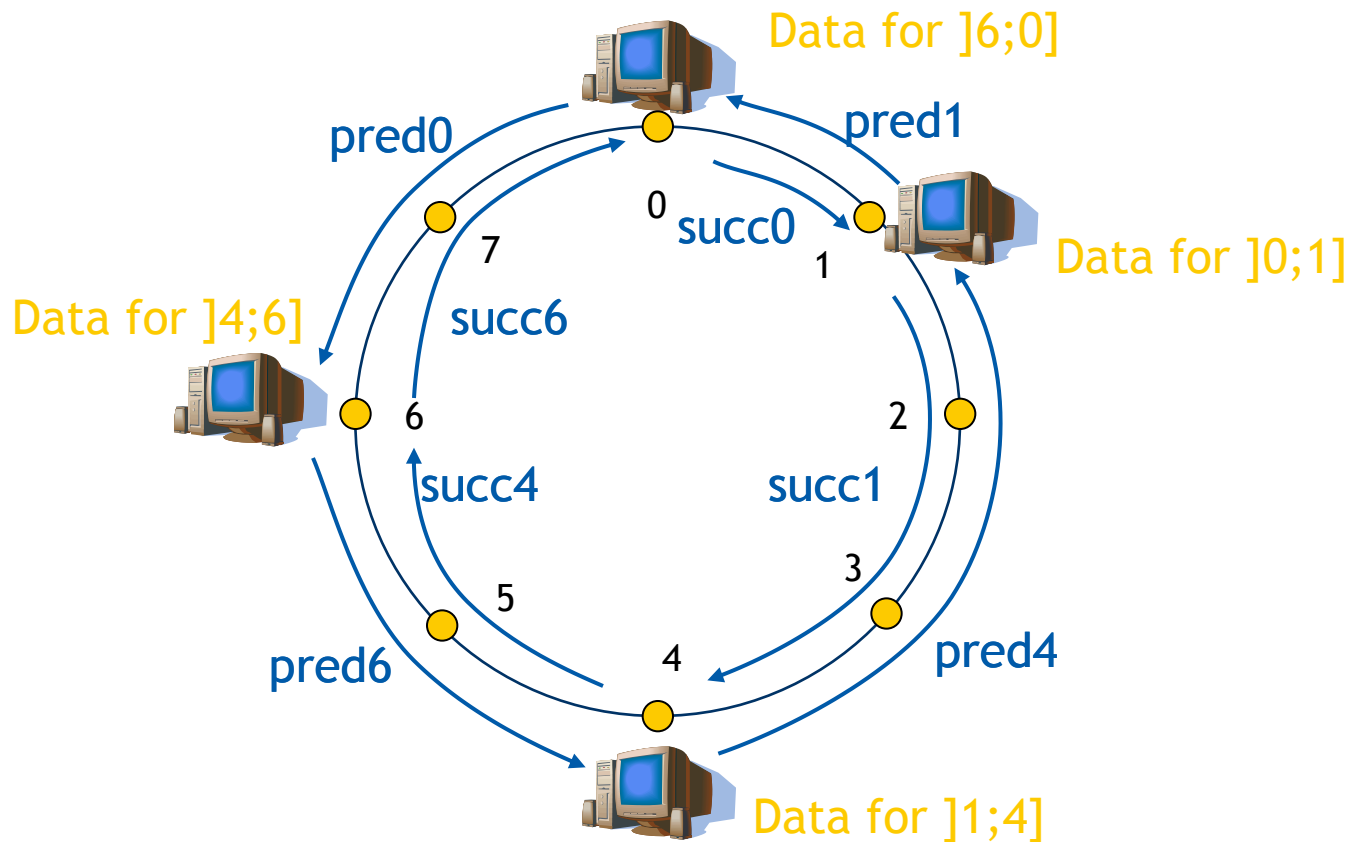 Data for ]6;0]
pred0
pred1
0
succ0
7
1
Data for ]0;1]
Data for ]4;6]
succ6
6
2
succ4
succ1
3
5
4
pred6
pred4
Data for ]1;4]